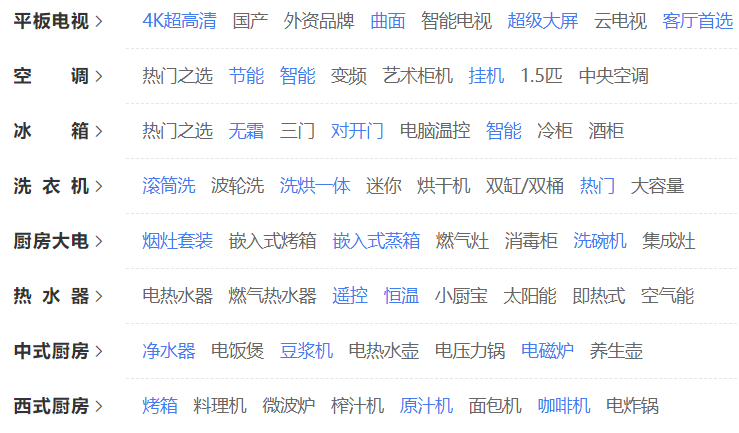 平板电视 > 4K超高清 国产 外资品牌 曲面 智能电视 超级大屏 云电视 客厅首选
空调 > 热门之选 节能 智能 变频 艺术柜机 挂机 1.5匹 中央空调
冰箱 > 热门之选 无霜 三门 对开门 电脑温控 智能 冷柜 酒柜
洗衣机 > 滚筒洗 波轮洗 洗烘一体 迷你 烘干机 双缸/双桶 热门 大容量
厨房大电 > 烟灶套装 嵌入式烤箱 嵌入式蒸箱 燃气灶 消毒柜 洗碗机 集成灶
热水器 > 电热水器 燃气热水器 遥控 恒温 小厨宝 太阳能 即热式 空气能
中式厨房 > 净水器 电饭煲 豆浆机 电热水壶 电压力锅 电磁炉 养生壶
西式厨房 > 烤箱 料理机 微波炉 榨汁机 原汁机 面包机 咖啡机 电炸锅